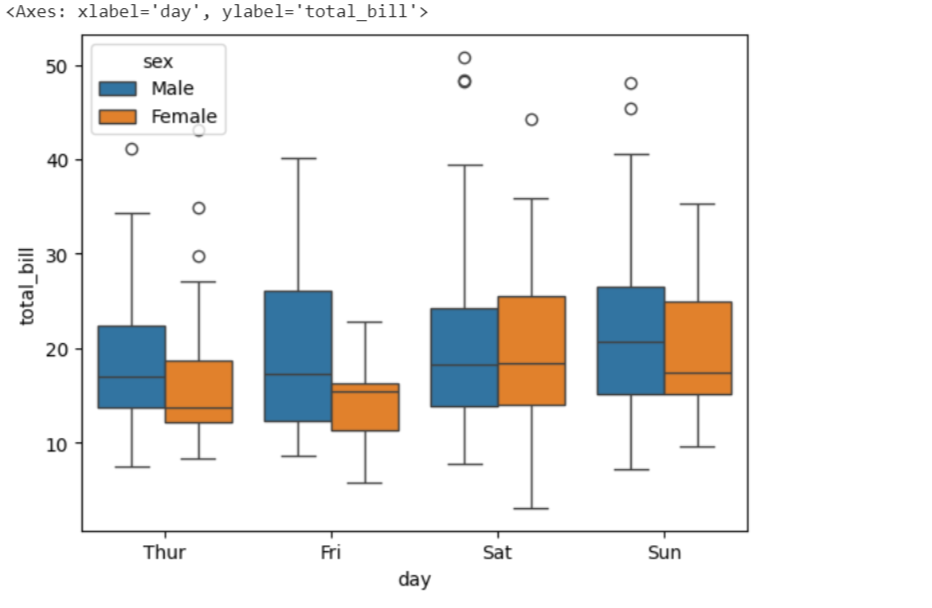 <Axes: xlabel='day', ylabel='total_bill'>
sex
Male
Female
50
40
30
20
10
total_bill
Thur
Fri
Sat
Sun
day